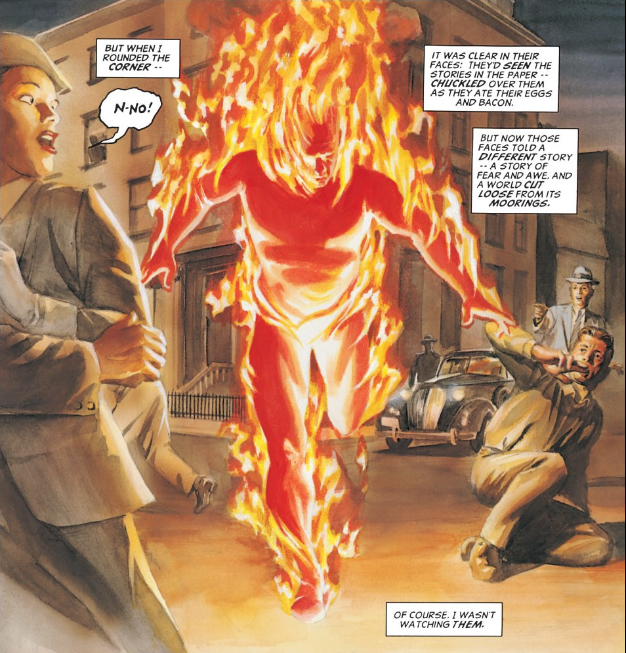 BUT WHEN I
ROUNDED THE
CORNER --
N-NO!
IT WAS CLEAR IN THEIR
FACES: THEY'D SEEN THE
STORIES IN THE PAPER --
CHUCKLED OVER THEM
AS THEY ATE THEIR EGGS
AND BACON.
BUT NOW THOSE
FACES TOLD A
DIFFERENT STORY
-- A STORY OF
FEAR AND AWE, AND
A WORLD CUT
LOOSE FROM ITS
MOORINGS.
OF COURSE. I WASN'T
WATCHING THEM.